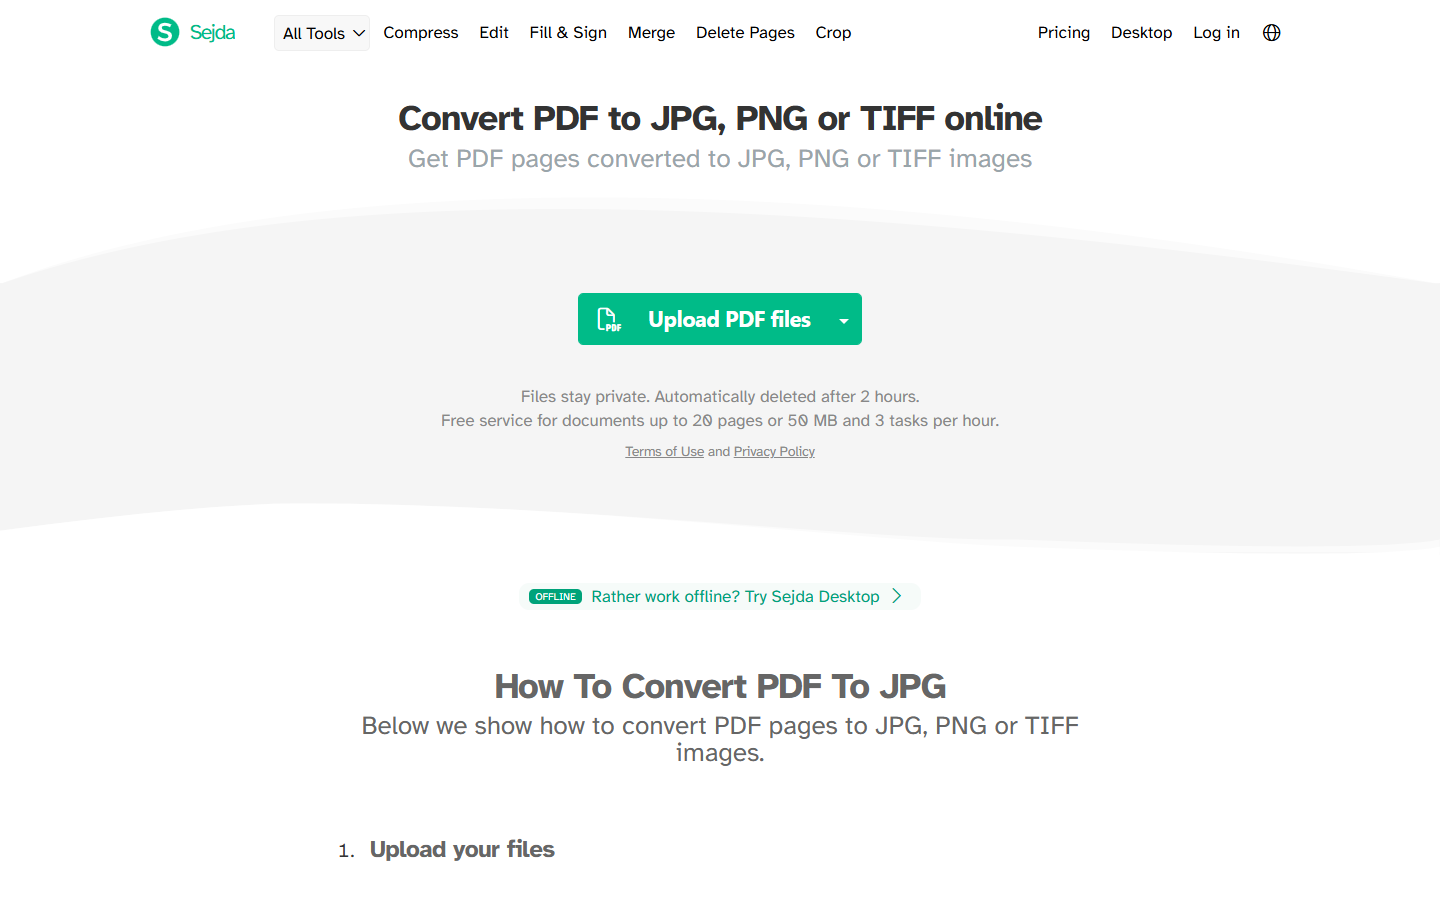 Sejda
All Tools
Compress
Edit
Fill & Sign
Merge
Delete Pages
Crop
Pricing
Desktop
Log in
Convert PDF to JPG, PNG or TIFF online
Get PDF pages converted to JPG, PNG or TIFF images
PDF
Upload PDF files
Files stay private. Automatically deleted after 2 hours.
Free service for documents up to 20 pages or 50 MB and 3 tasks per hour.
Terms of Use and Privacy Policy
OFFLINE Rather work offline? Try Sejda Desktop
How To Convert PDF To JPG
Below we show how to convert PDF pages to JPG, PNG or TIFF
images.
1. Upload your files